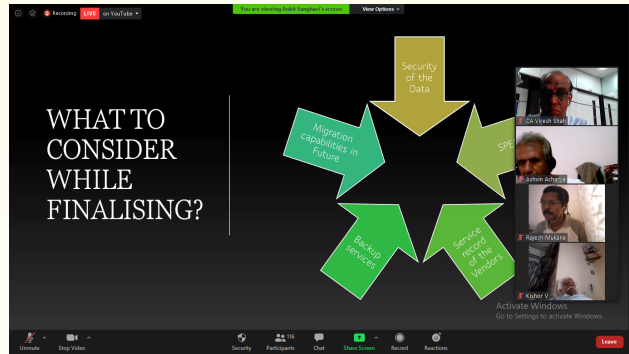 Recording LIVE on YouTube
You are viewing Ankit Sanghavi's screen View Options
WHAT TO
CONSIDER
WHILE
FINALISING?
Security
of the
Data
Migration
capabilities in
Future
SPE
Backup
services
Service
record
of the
Vendors
CA Viresh Shah
Ashvin Acharya
Rajesh Mukane
Kishor V
Activate Windows
Go to Settings to activate Windows.
Unmute Stop Video Security Participants 116 Chat Share Screen Record Reactions Leave